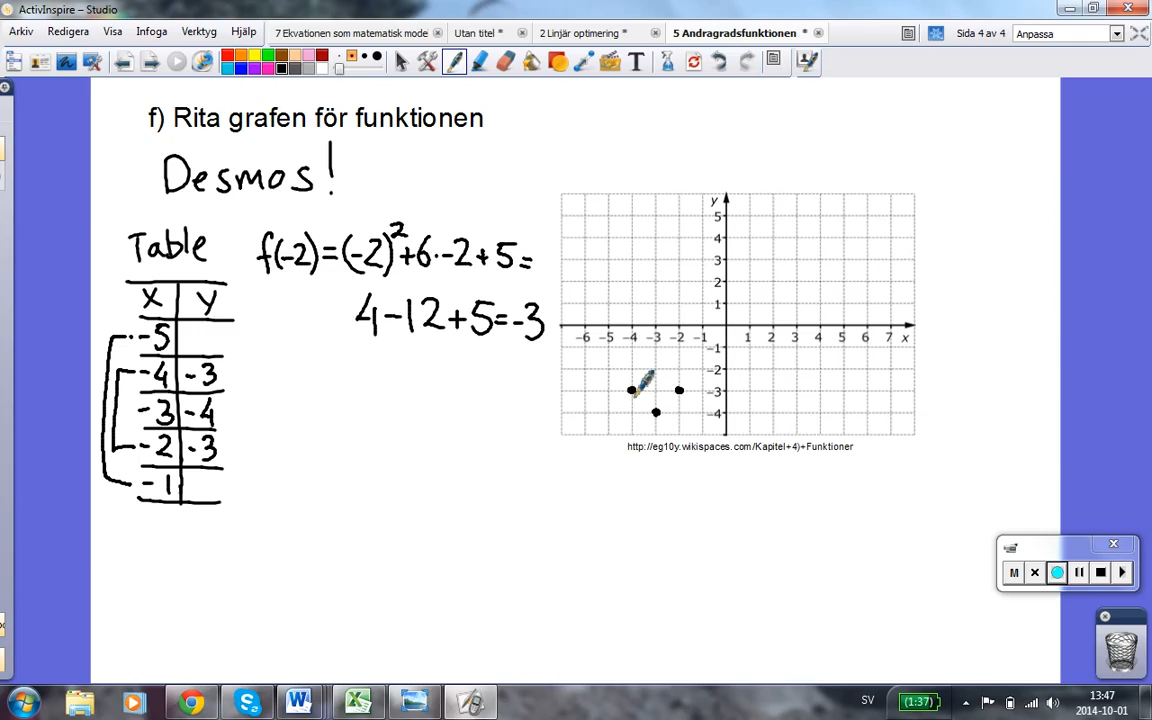 ActivInspire – Studio
Arkiv Redigera Visa Infoga Verktyg Hjälp
7 Ekvationen som matematisk mode Utan titel * 2 Linjär optimering * 5 Andragradsfunktionen * Sida 4 av 4 Anpassa
f) Rita grafen för funktionen
Desmos!
Table
f(-2)=(-2)²+6·-2+5=
4-12+5=-3
x y
-5
-4 -3
-3 -4
-2 -3
-1
y
5
4
3
2
1
-6 -5 -4 -3 -2 -1 1 2 3 4 5 6 7 x
-1
-2
-3
-4
http://eg10y.wikispaces.com/Kapitel+4)+Funktioner
M
SV (1:37) 13:47
2014-10-01